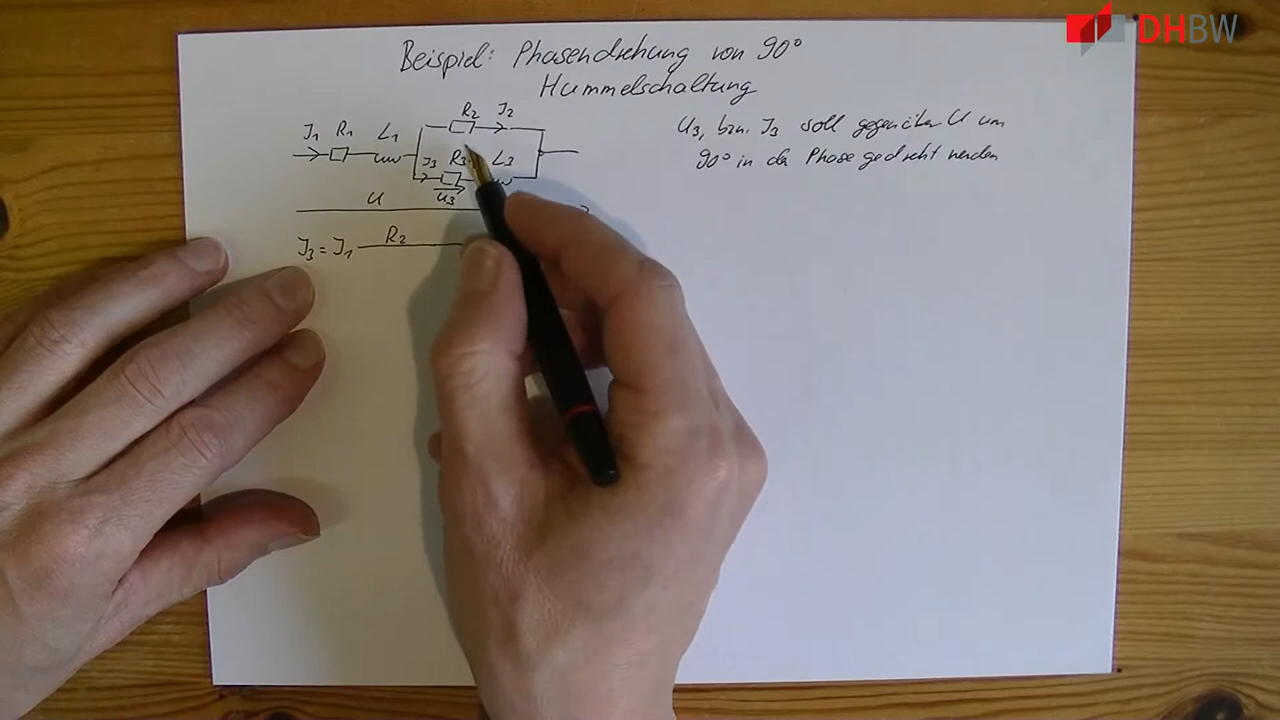 DHBW
Beispiel: Phasendrehung von 90°
Hummelschaltung
R2 I2
I1 R1 L1
I3 R3 L3
U3
U
I3 = I1 R2
U3, bzw. I3 soll gegenüber U um
90° in der Phase gedreht werden